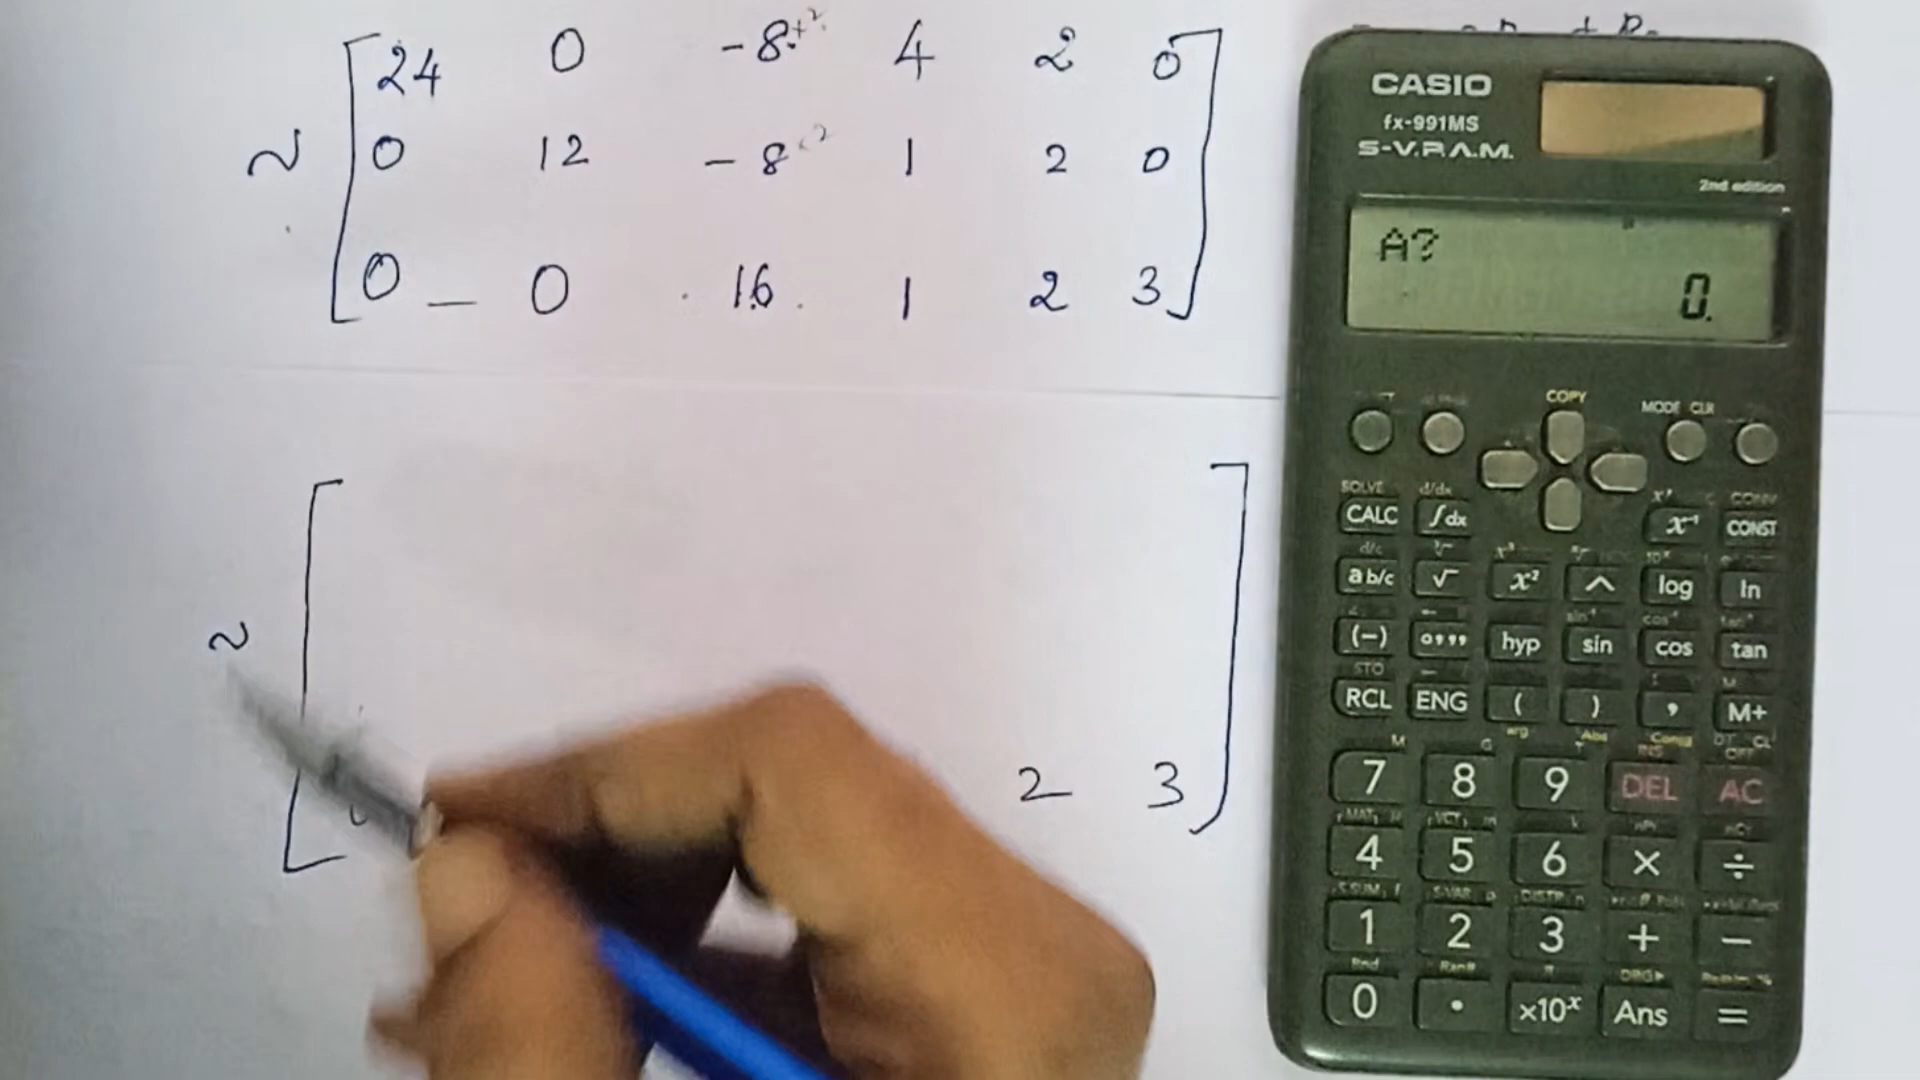 24 0 -8 4 2 0
~ 0 12 -8 1 2 0
0 0 16 1 2 3
~
2 3
CASIO
fx-991MS
S-V.P.A.M.
2nd edition
A?
0.
COPY
MODE CLR
SOLVE d/dx
CALC ∫dx x⁻¹ CONST
d/c
ab/c √ x² ^ log ln
(-) hyp sin cos tan
STO
RCL ENG ( ) , M+
7 8 9 DEL AC
4 5 6 × ÷
1 2 3 + −
0 . ×10ˣ Ans =